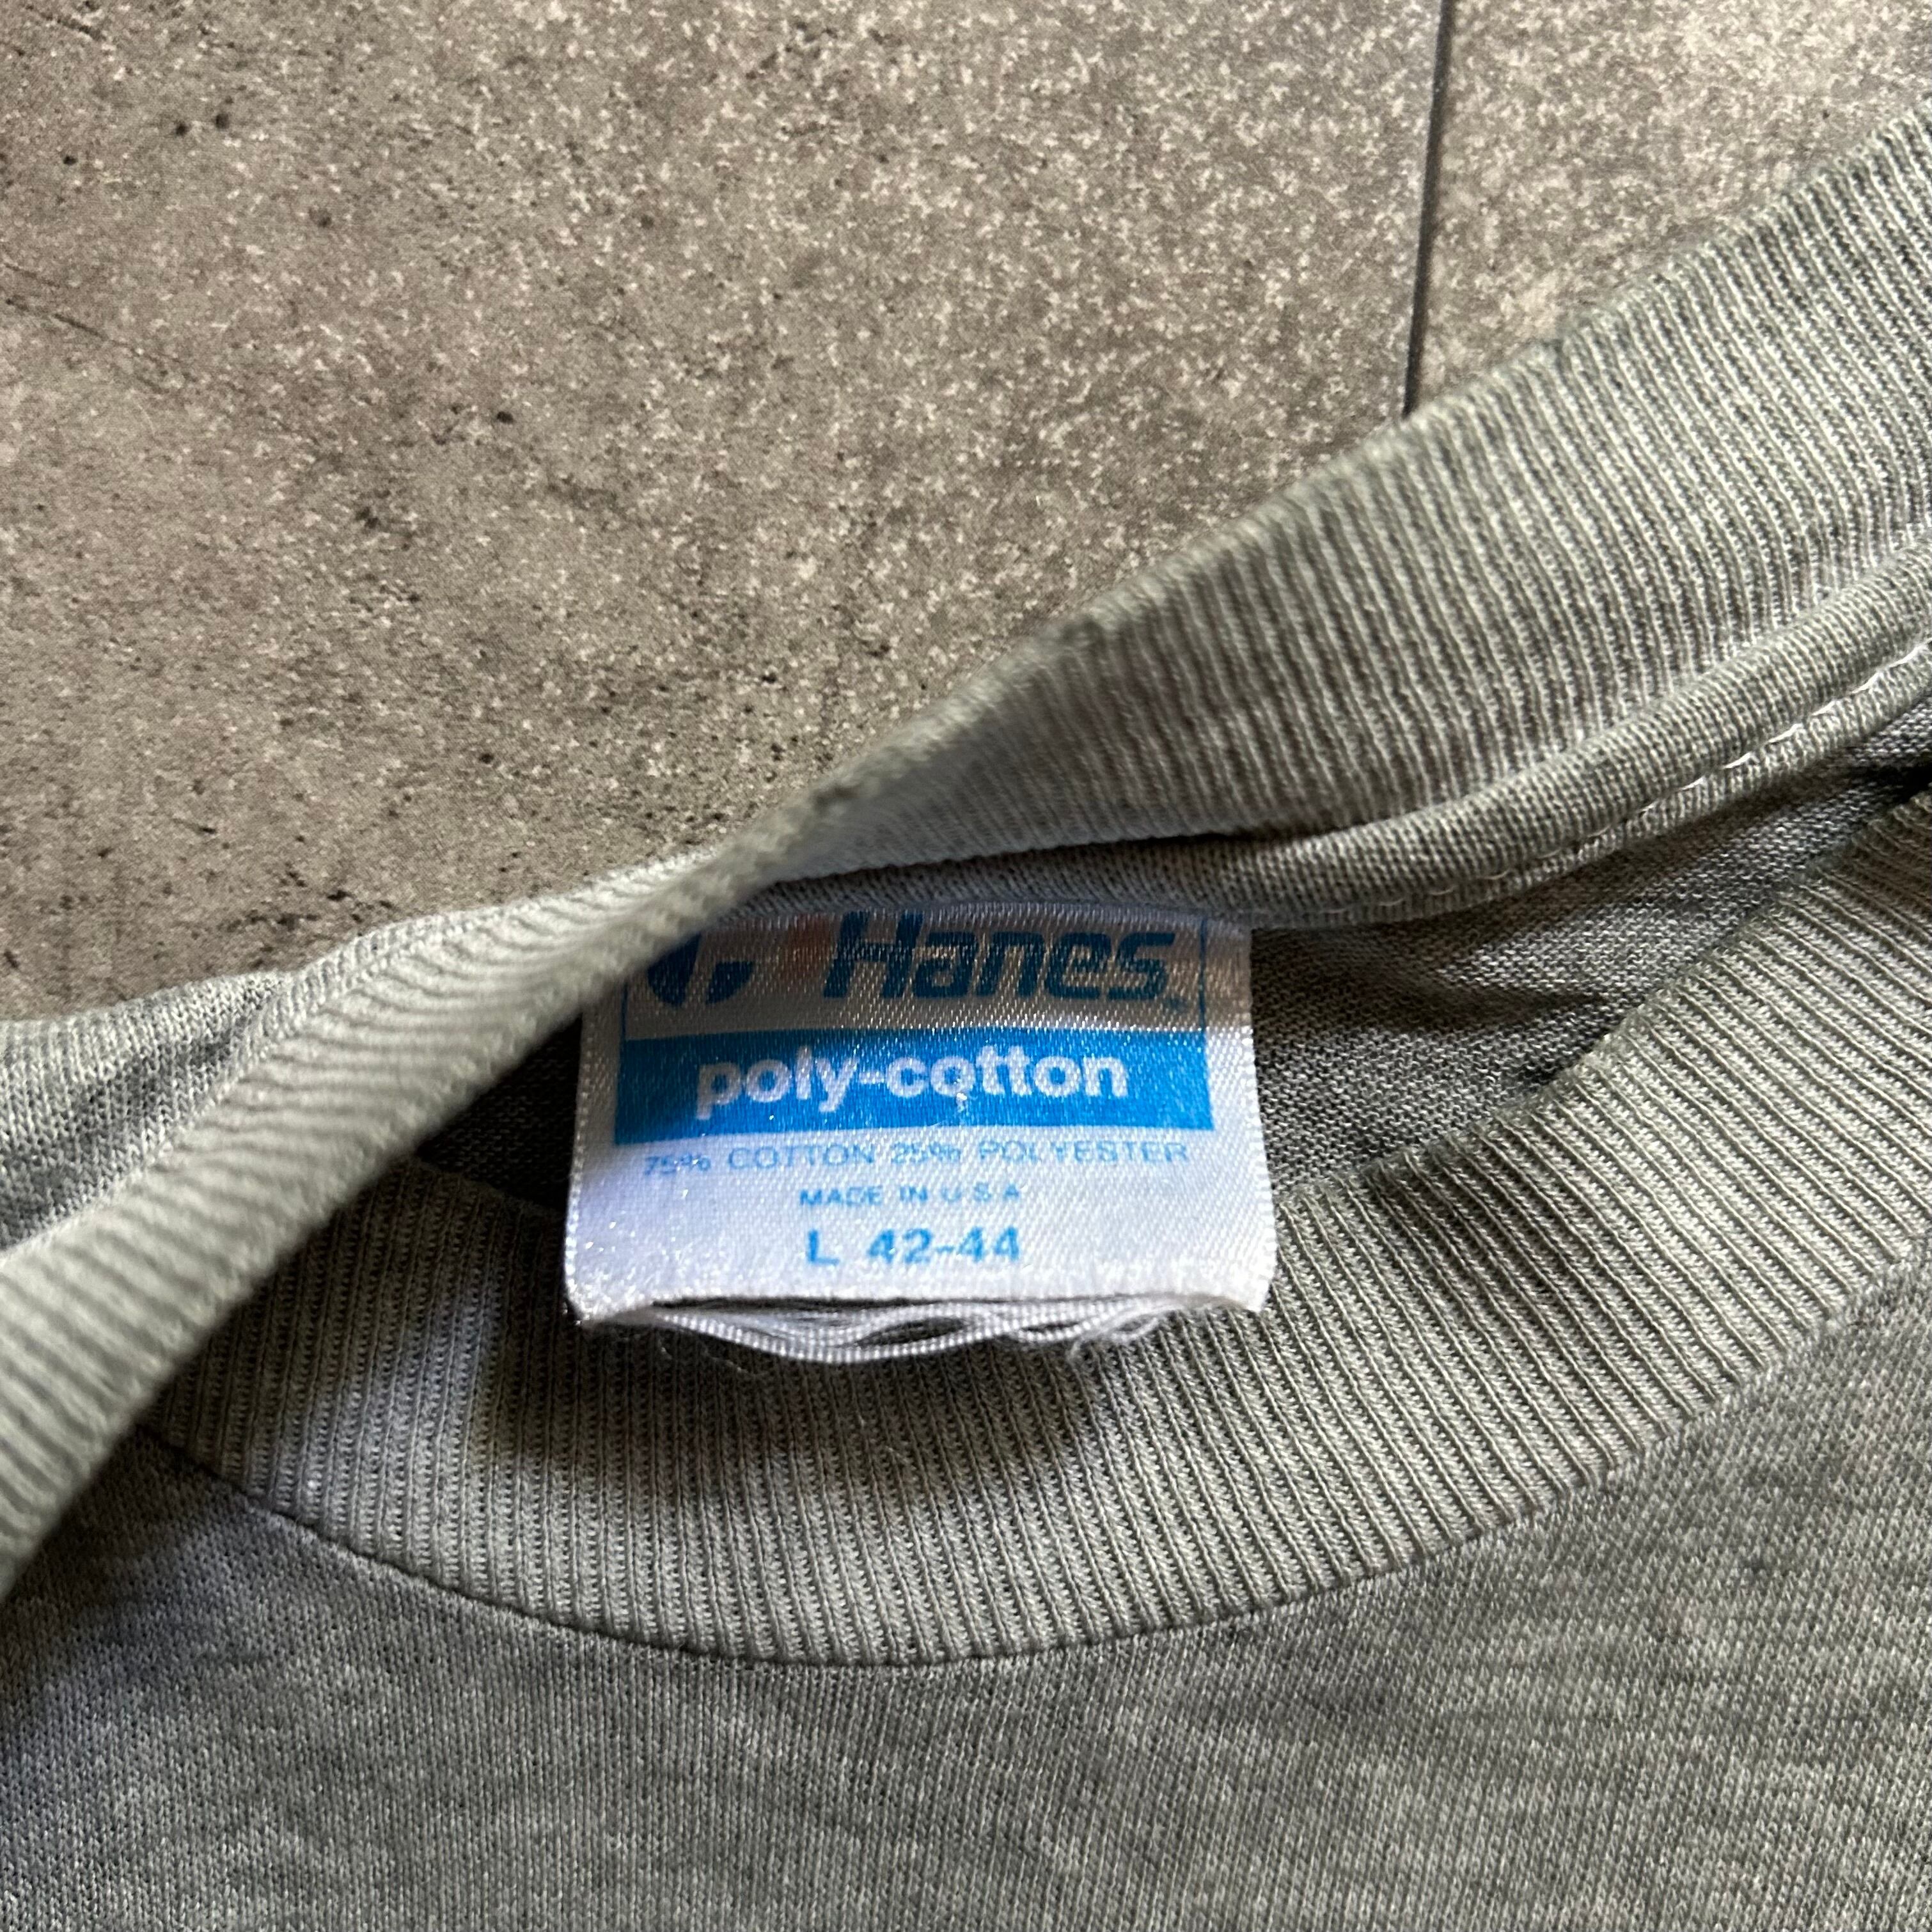 Hanes
poly-cotton
75% COTTON 25% POLYESTER
MADE IN U S A
L 42-44